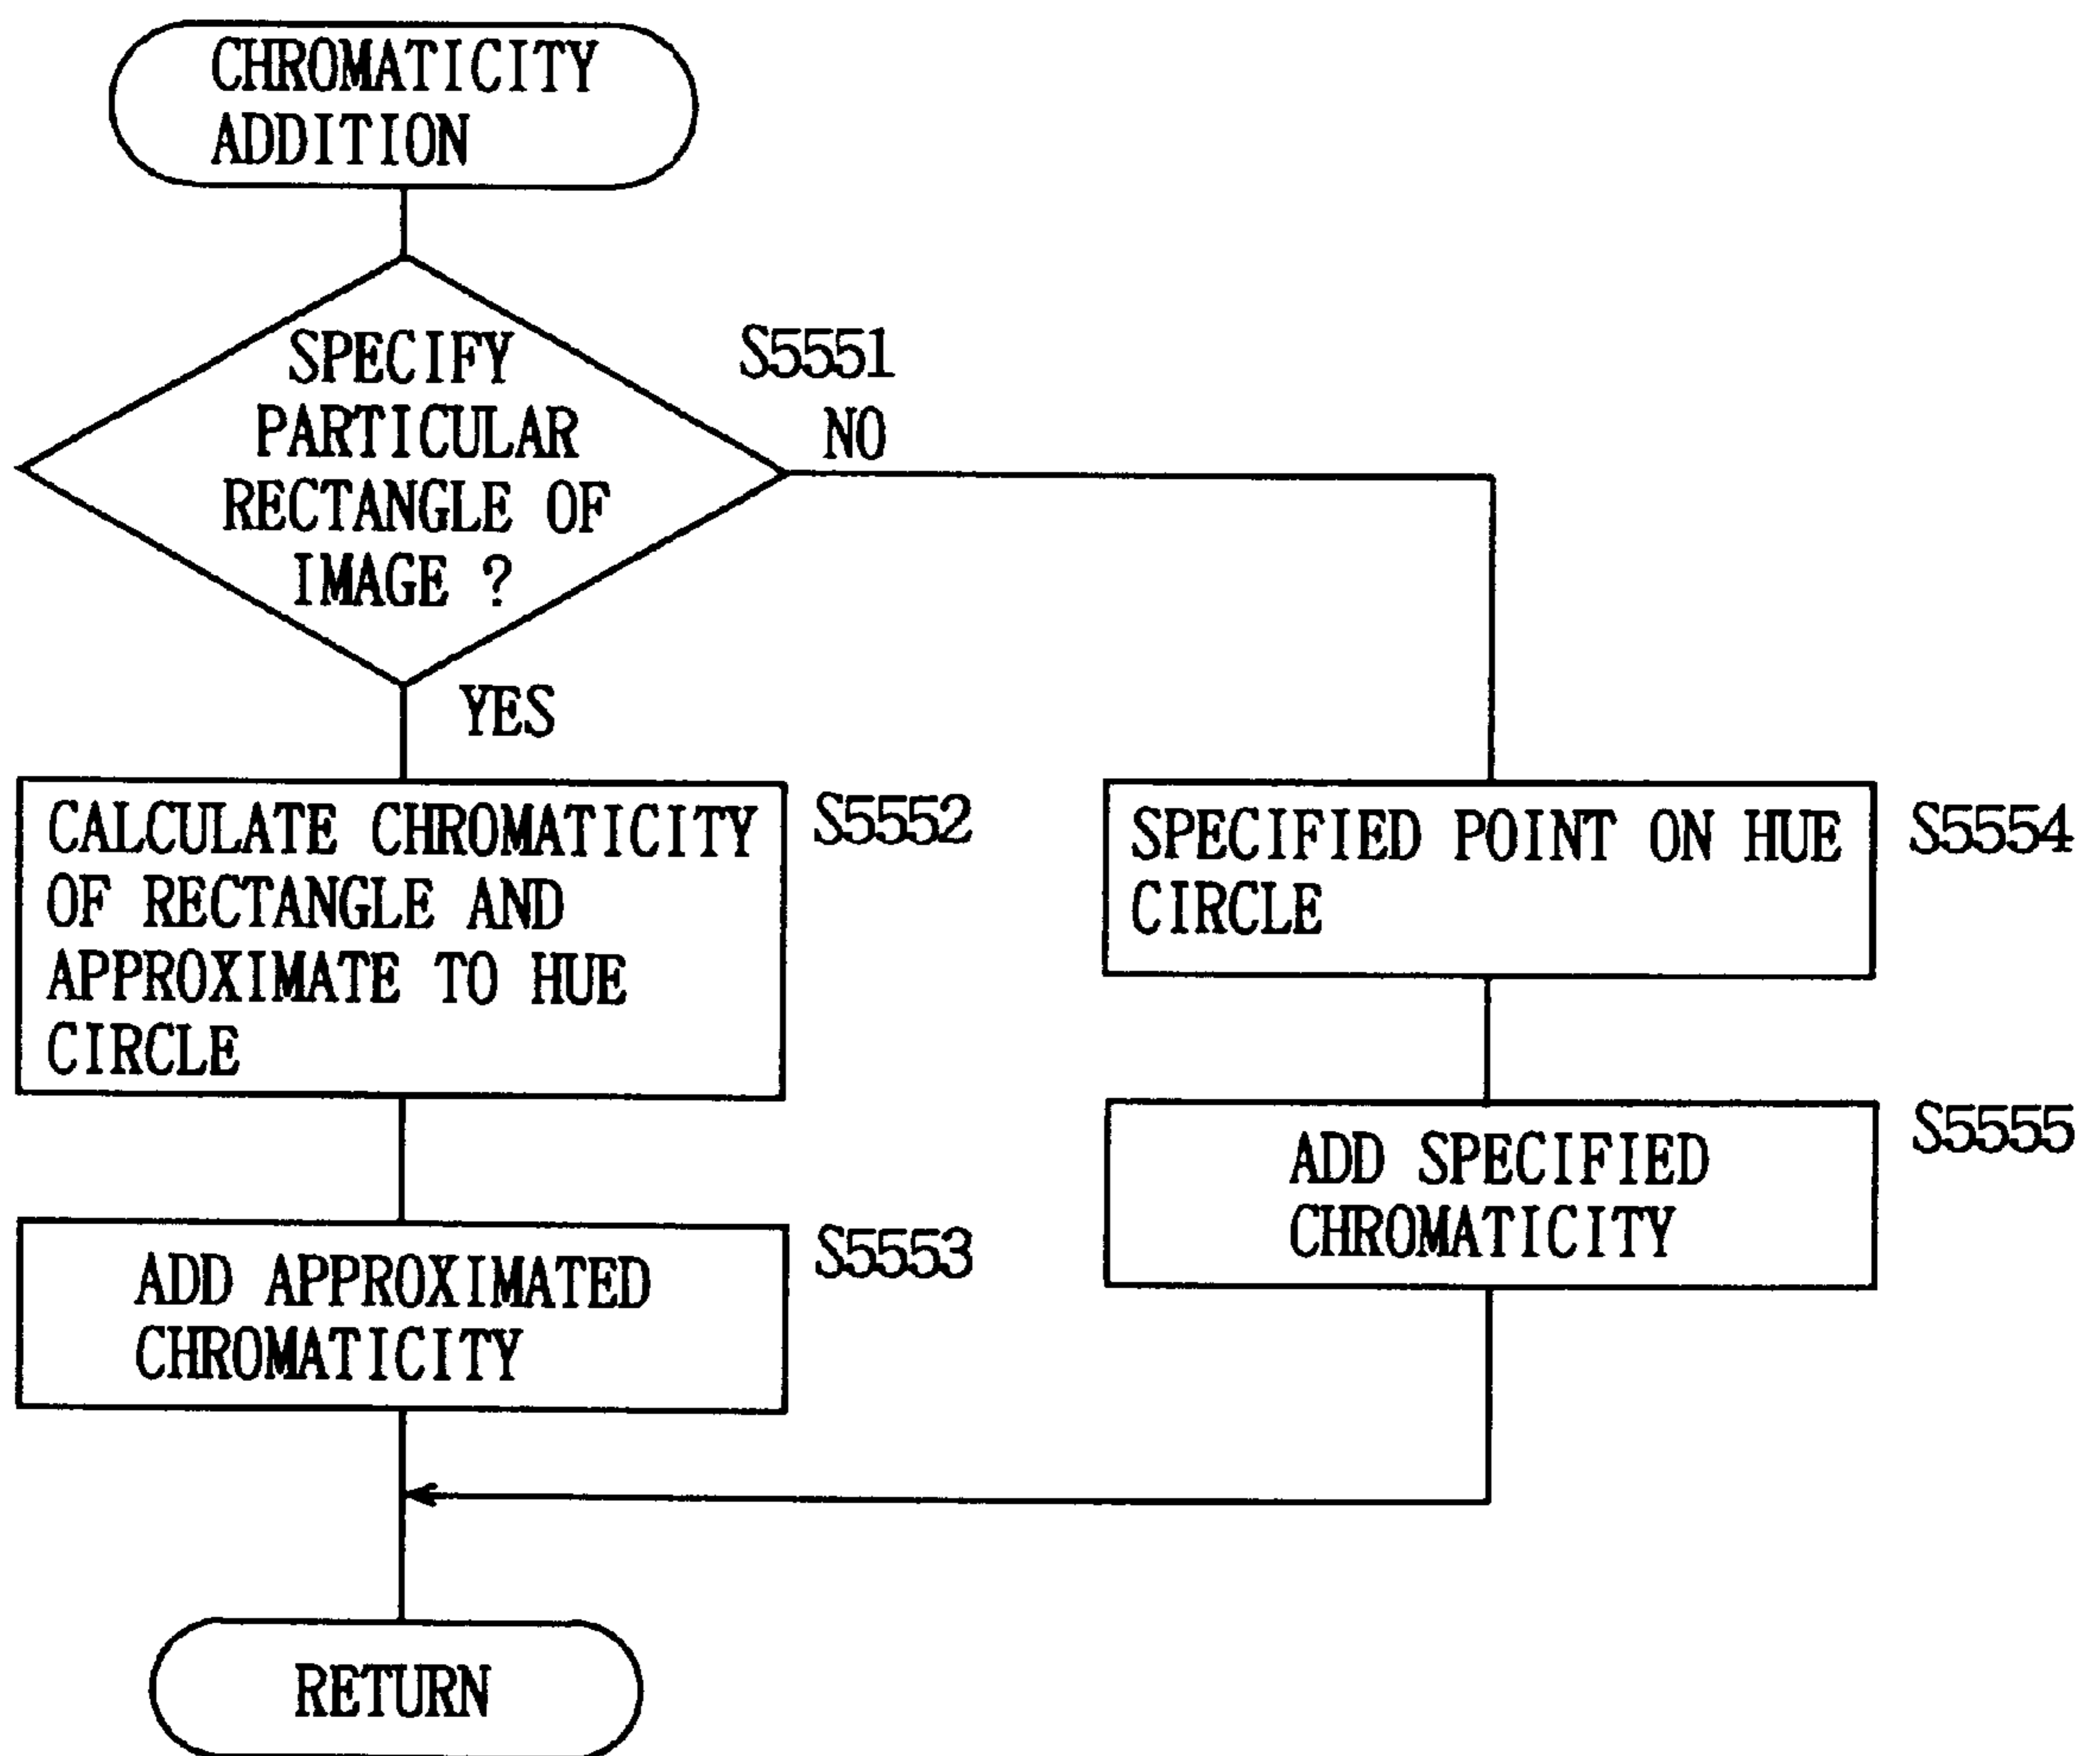 CHROMATICITY
ADDITION
SPECIFY
PARTICULAR
RECTANGLE OF
IMAGE ?
S5551
NO
YES
CALCULATE CHROMATICITY
OF RECTANGLE AND
APPROXIMATE TO HUE
CIRCLE
S5552
ADD APPROXIMATED
CHROMATICITY
S5553
SPECIFIED POINT ON HUE
CIRCLE
S5554
ADD SPECIFIED
CHROMATICITY
S5555
RETURN